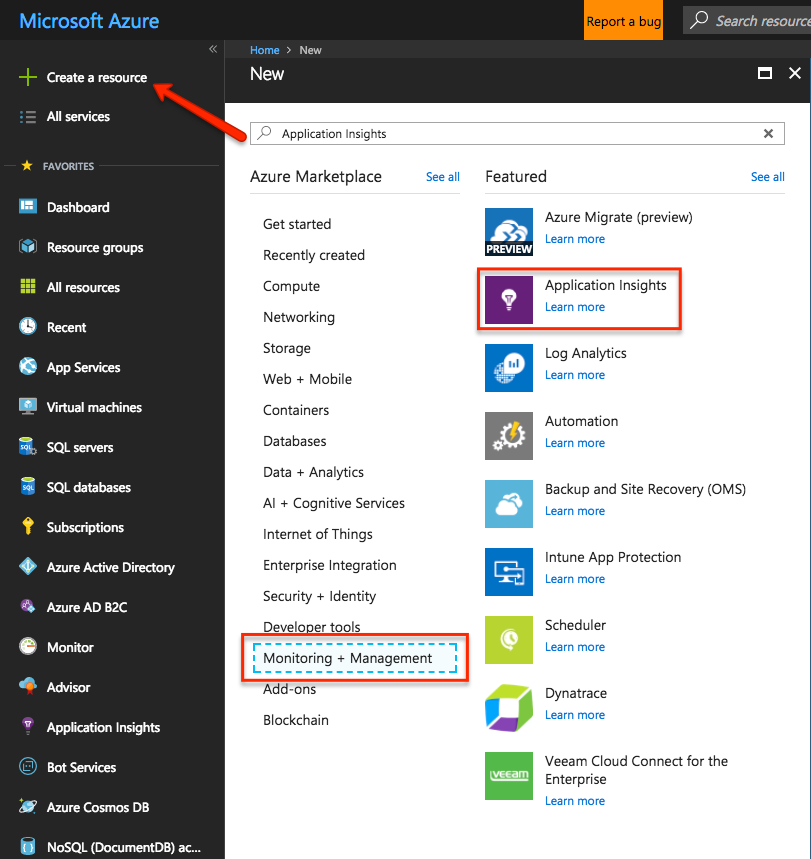 Microsoft Azure
Report a bug
Search resource
Create a resource
All services
FAVORITES
Dashboard
Resource groups
All resources
Recent
App Services
Virtual machines
SQL servers
SQL databases
Subscriptions
Azure Active Directory
Azure AD B2C
Monitor
Advisor
Application Insights
Bot Services
Azure Cosmos DB
NoSQL (DocumentDB) ac...
Home > New
New
Application Insights
Azure Marketplace
See all
Get started
Recently created
Compute
Networking
Storage
Web + Mobile
Containers
Databases
Data + Analytics
AI + Cognitive Services
Internet of Things
Enterprise Integration
Security + Identity
Developer tools
Monitoring + Management
Add-ons
Blockchain
Featured
See all
PREVIEW
Azure Migrate (preview)
Learn more
Application Insights
Learn more
Log Analytics
Learn more
Automation
Learn more
Backup and Site Recovery (OMS)
Learn more
Intune App Protection
Learn more
Scheduler
Learn more
Dynatrace
Learn more
veeam
Veeam Cloud Connect for the
Enterprise
Learn more